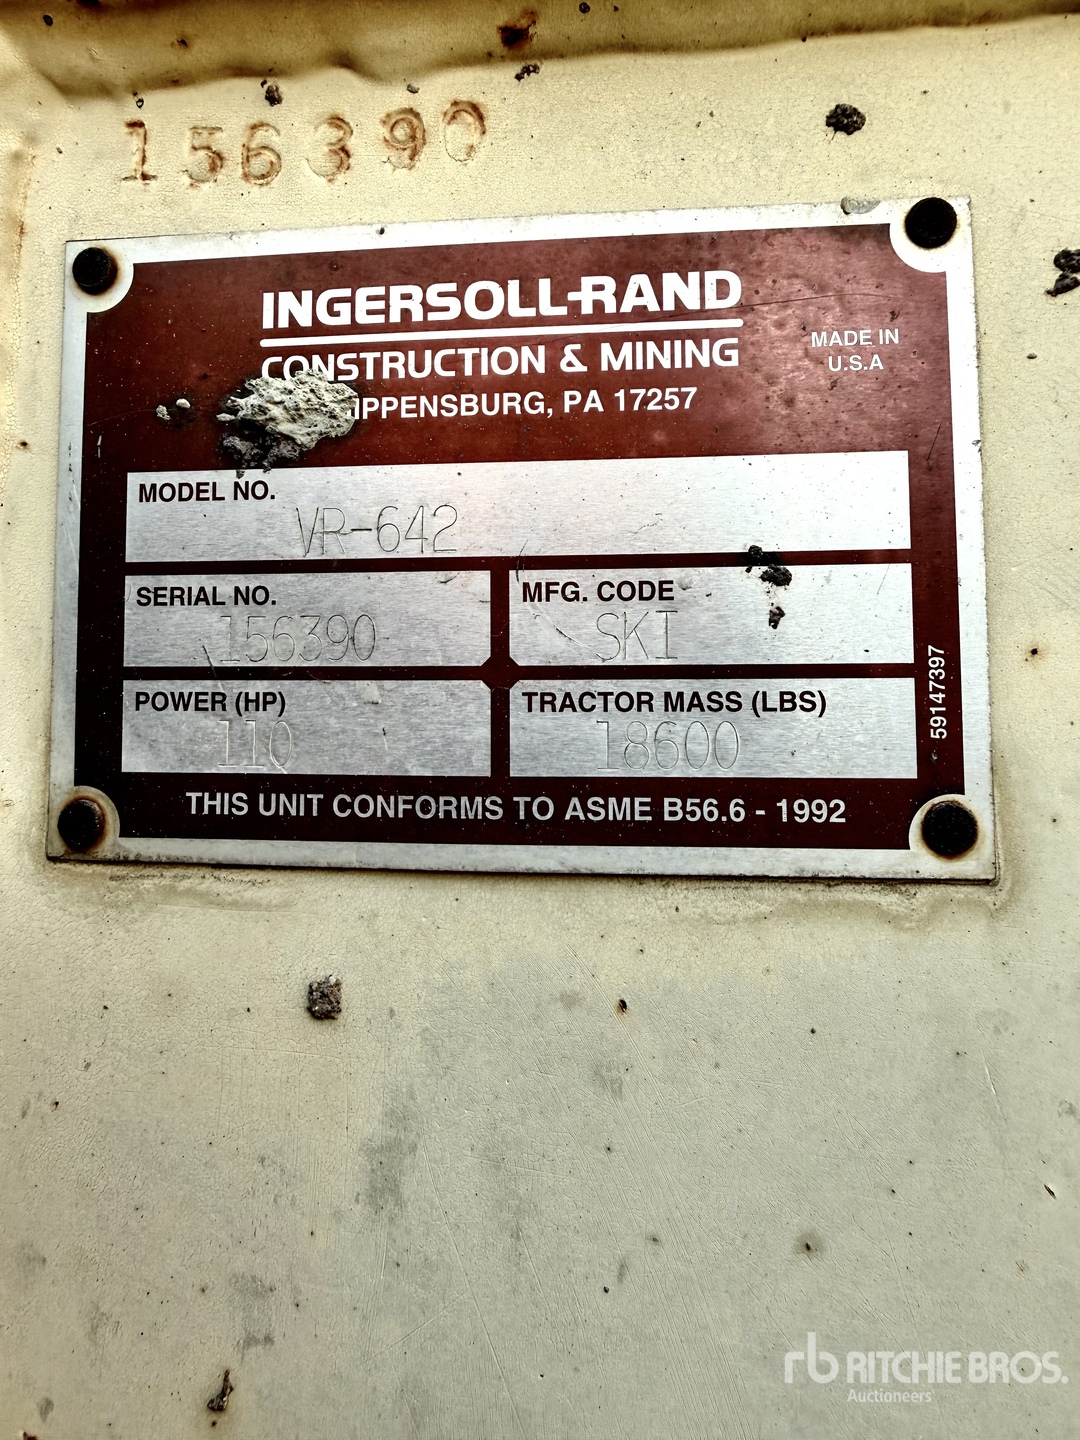 156390
INGERSOLL-RAND
CONSTRUCTION & MINING
MADE IN
U.S.A
IPPENSBURG, PA 17257
MODEL NO.
VR-642
SERIAL NO.
156390
MFG. CODE
SKI
POWER (HP)
110
TRACTOR MASS (LBS)
18600
59147397
THIS UNIT CONFORMS TO ASME B56.6 - 1992
rb RITCHIE BROS.
Auctioneers